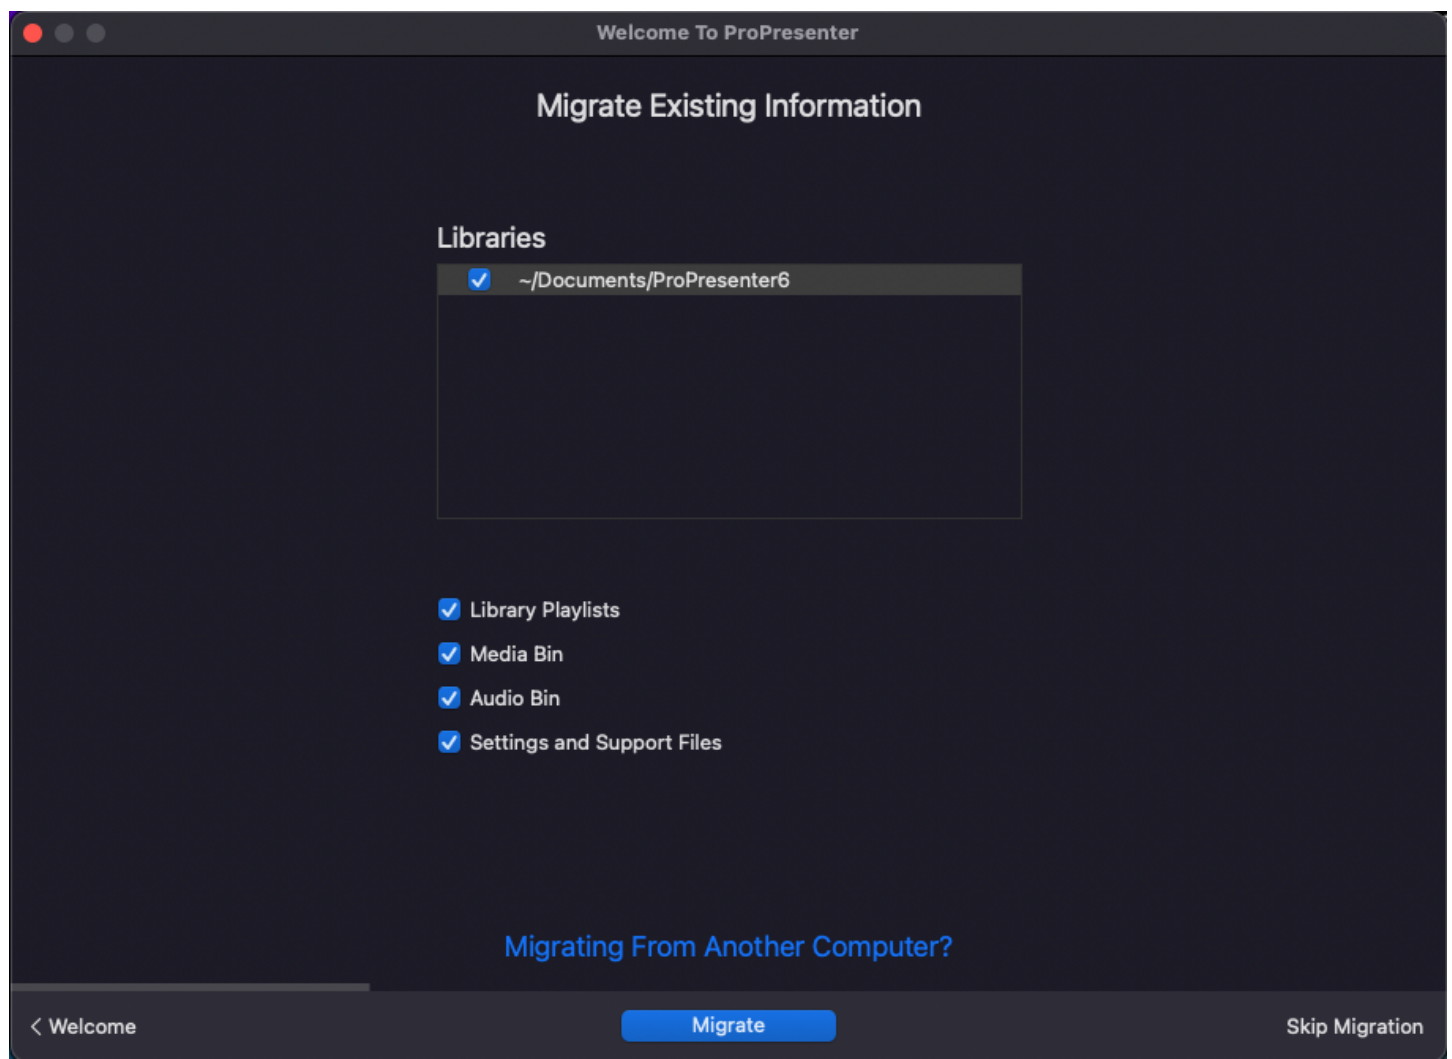 Welcome To ProPresenter
Migrate Existing Information
Libraries
~/Documents/ProPresenter6
Library Playlists
Media Bin
Audio Bin
Settings and Support Files
Migrating From Another Computer?
< Welcome
Migrate
Skip Migration